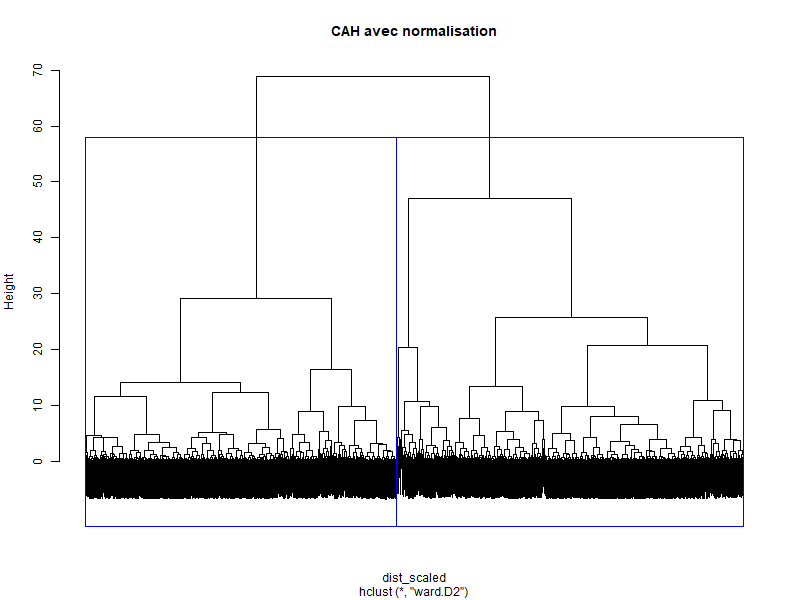 CAH avec normalisation
70
60
50
40
30
20
10
0
Height
dist_scaled
hclust (*, "ward.D2")